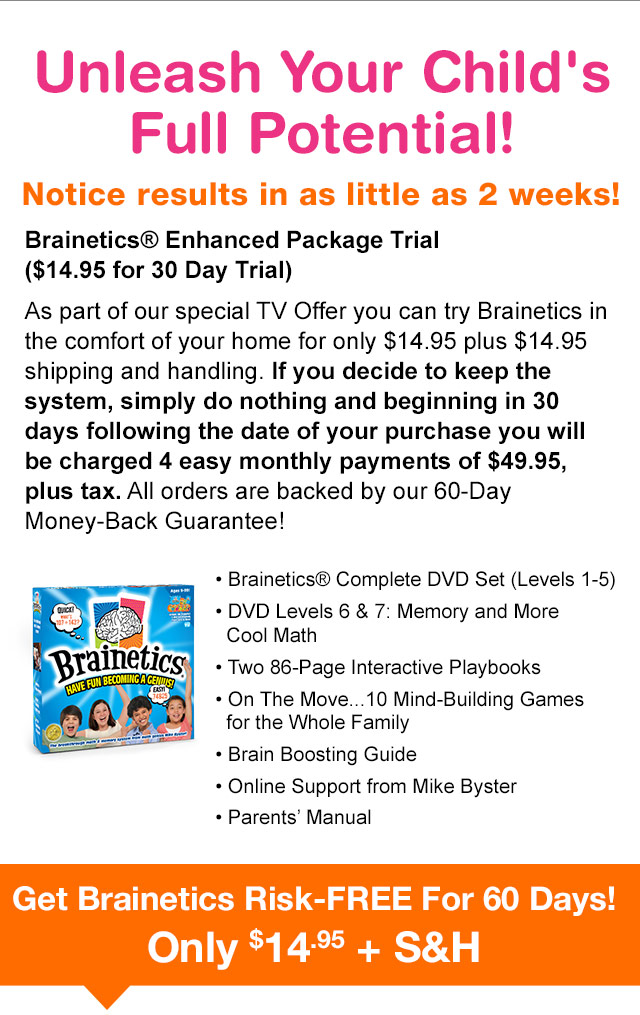 Unleash Your Child's
Full Potential!
Notice results in as little as 2 weeks!
Brainetics® Enhanced Package Trial
($14.95 for 30 Day Trial)
As part of our special TV Offer you can try Brainetics in
the comfort of your home for only $14.95 plus $14.95
shipping and handling. If you decide to keep the
system, simply do nothing and beginning in 30
days following the date of your purchase you will
be charged 4 easy monthly payments of $49.95,
plus tax. All orders are backed by our 60-Day
Money-Back Guarantee!
QUICK!
Brainetics
HAVE FUN BECOMING A GENIUS!
EASY!
• Brainetics® Complete DVD Set (Levels 1-5)
• DVD Levels 6 & 7: Memory and More
Cool Math
• Two 86-Page Interactive Playbooks
• On The Move...10 Mind-Building Games
for the Whole Family
• Brain Boosting Guide
• Online Support from Mike Byster
• Parents’ Manual
Get Brainetics Risk-FREE For 60 Days!
Only $14.95 + S&H